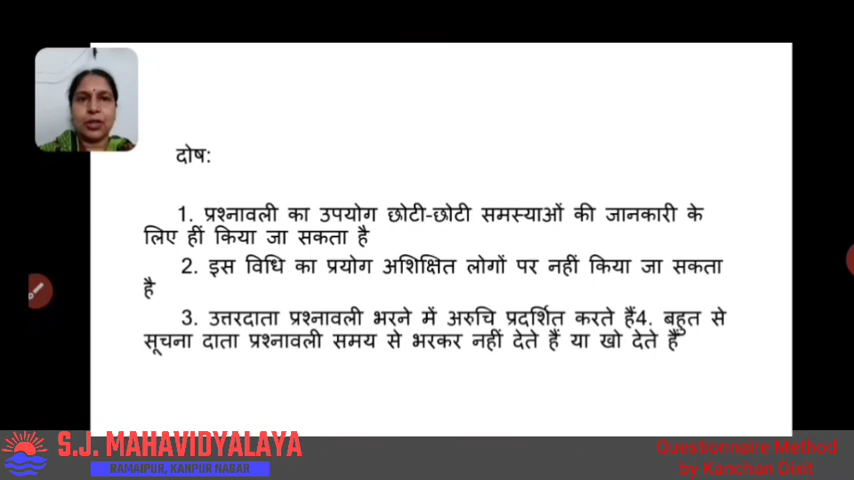 दोष:
1. प्रश्नावली का उपयोग छोटी-छोटी समस्याओं की जानकारी के
लिए हीं किया जा सकता है
2. इस विधि का प्रयोग अशिक्षित लोगों पर नहीं किया जा सकता
है
3. उत्तरदाता प्रश्नावली भरने में अरुचि प्रदर्शित करते हैं4. बहुत से
सूचना दाता प्रश्नावली समय से भरकर नहीं देते हैं या खो देते हैं
S.J. MAHAVIDYALAYA
RAMAIPUR, KANPUR NAGAR
Questionnaire Method
by Kanchan Dixit